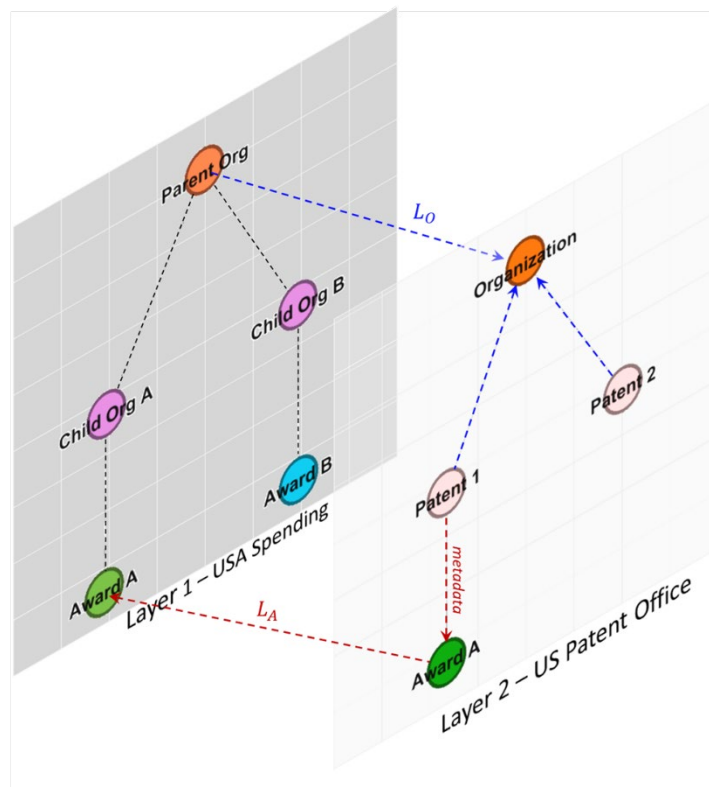 Parent Org
L_O
Organization
Child Org B
Patent 2
Child Org A
Patent 1
Award B
metadata
Award A
Layer 1 – USA Spending
L_A
Award A
Layer 2 – US Patent Office